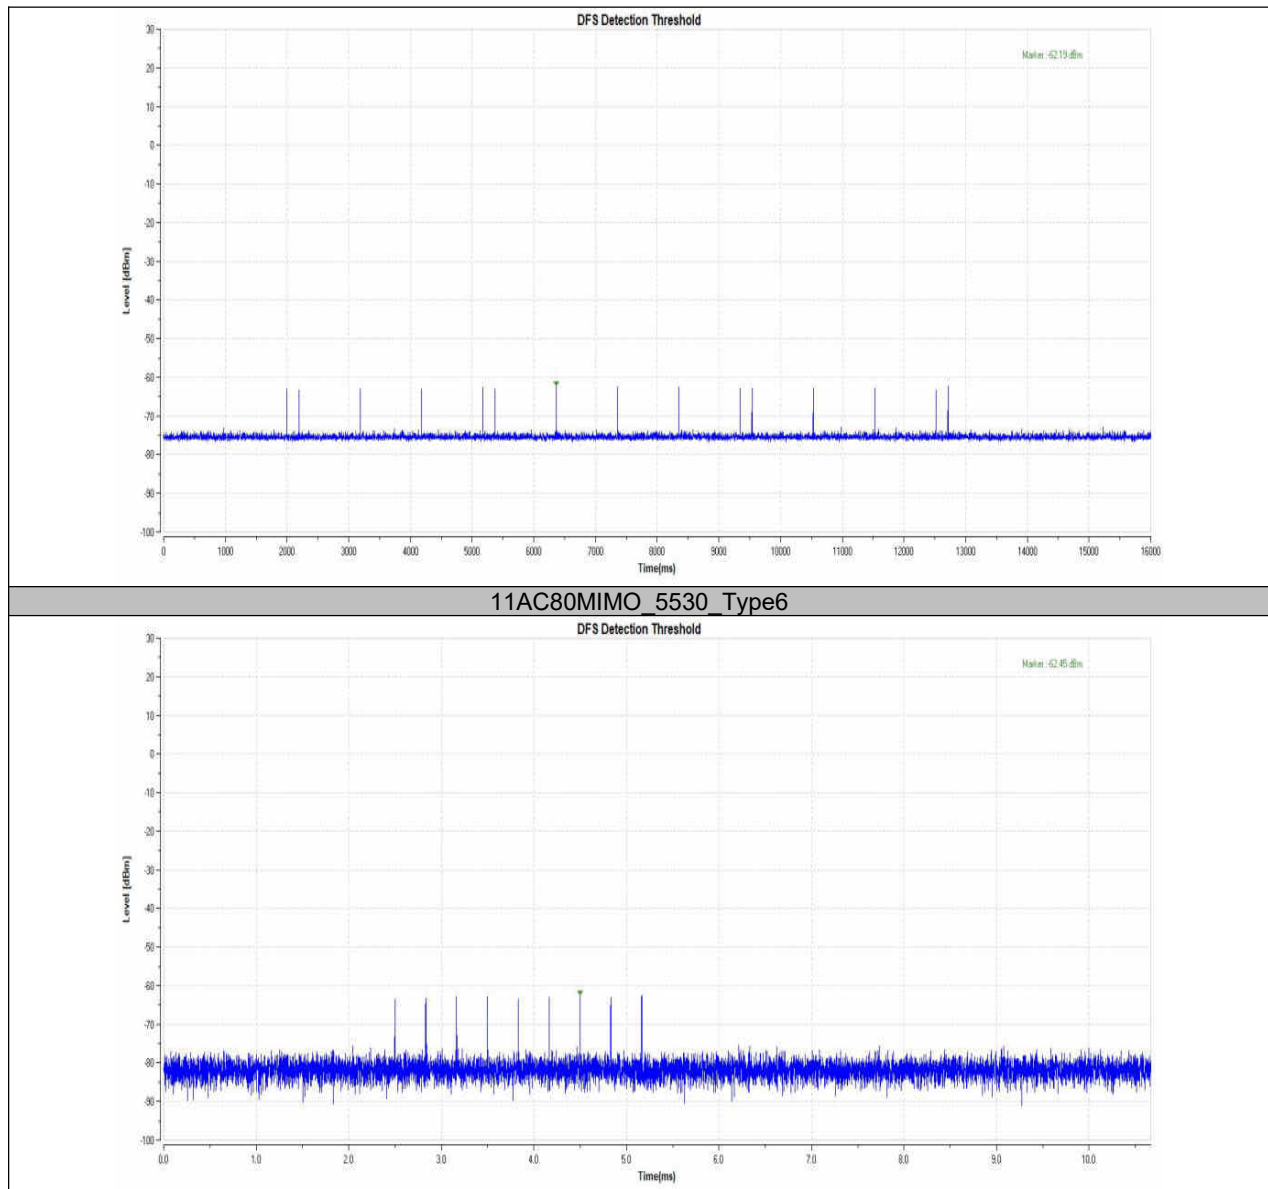 DFS Detection Threshold
Marker: -62.19 dBm
30
20
10
0
-10
-20
-30
-40
-50
-60
-70
-80
-90
-100
Level [dBm]
0 1000 2000 3000 4000 5000 6000 7000 8000 9000 10000 11000 12000 13000 14000 15000 16000
Time(ms)
11AC80MIMO_5530_Type6
DFS Detection Threshold
Marker: -62.45 dBm
30
20
10
0
-10
-20
-30
-40
-50
-60
-70
-80
-90
-100
Level [dBm]
0.0 1.0 2.0 3.0 4.0 5.0 6.0 7.0 8.0 9.0 10.0
Time(ms)